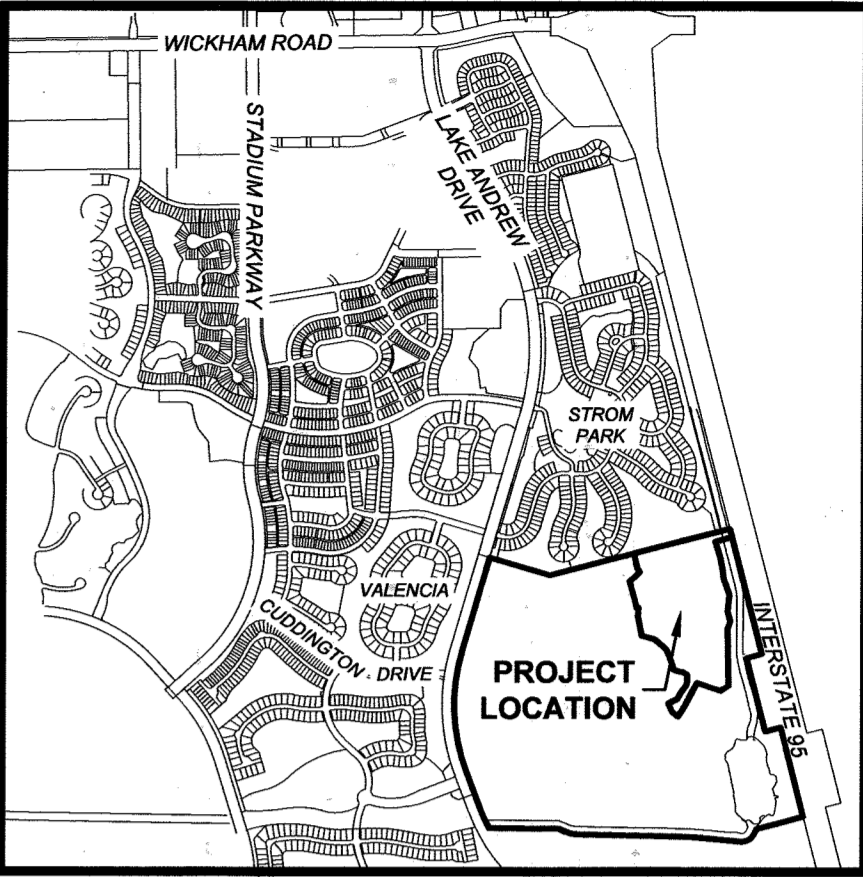 WICKHAM ROAD
STADIUM PARKWAY
LAKE ANDREW
DRIVE
STROM
PARK
VALENCIA
CUDDINGTON DRIVE
PROJECT
LOCATION
INTERSTATE 95